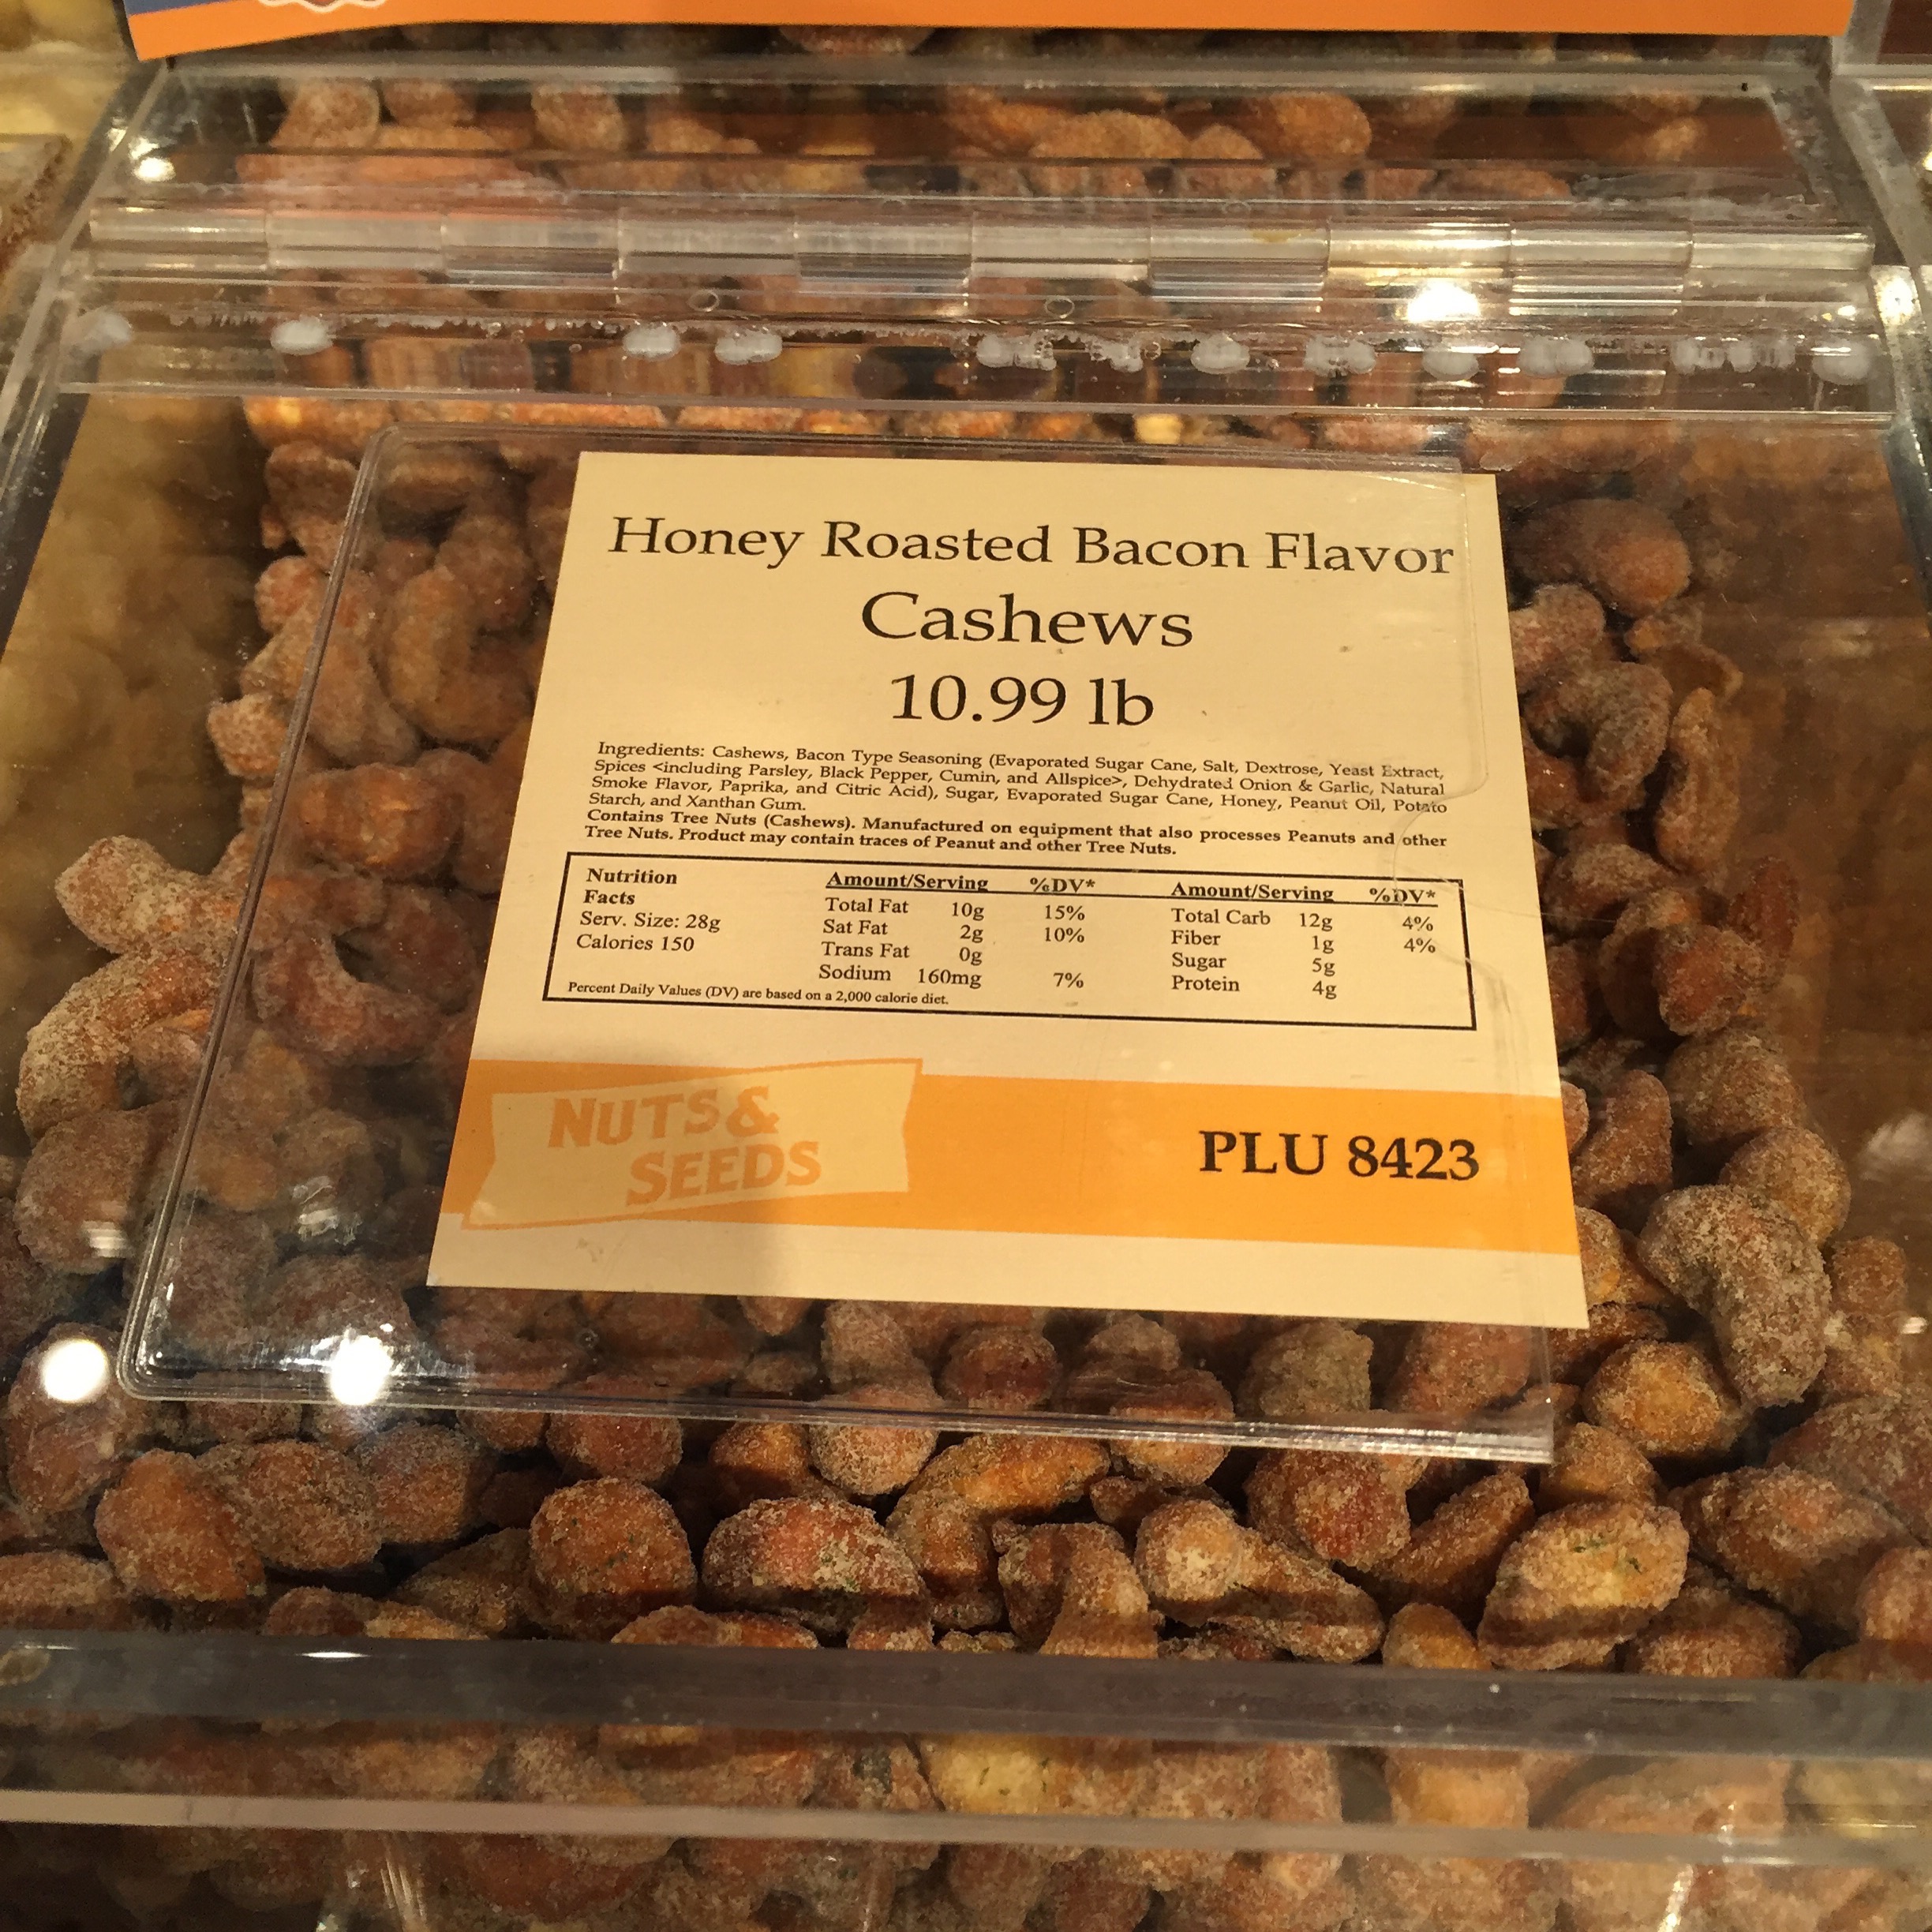 Honey Roasted Bacon Flavor
Cashews
10.99 lb
Ingredients: Cashews, Bacon Type Seasoning (Evaporated Sugar Cane, Salt, Dextrose, Yeast Extract,
Spices <including Parsley, Black Pepper, Cumin, and Allspice>, Dehydrated Onion & Garlic, Natural
Smoke Flavor, Paprika, and Citric Acid), Sugar, Evaporated Sugar Cane, Honey, Peanut Oil, Potato
Starch, and Xanthan Gum.
Contains Tree Nuts (Cashews). Manufactured on equipment that also processes Peanuts and other
Tree Nuts. Product may contain traces of Peanut and other Tree Nuts.
Nutrition
Facts
Serv. Size: 28g
Calories 150
Amount/Serving %DV*
Total Fat 10g 15%
Sat Fat 2g 10%
Trans Fat 0g
Sodium 160mg 7%
Amount/Serving %DV*
Total Carb 12g 4%
Fiber 1g 4%
Sugar 5g
Protein 4g
Percent Daily Values (DV) are based on a 2,000 calorie diet.
NUTS &
SEEDS
PLU 8423